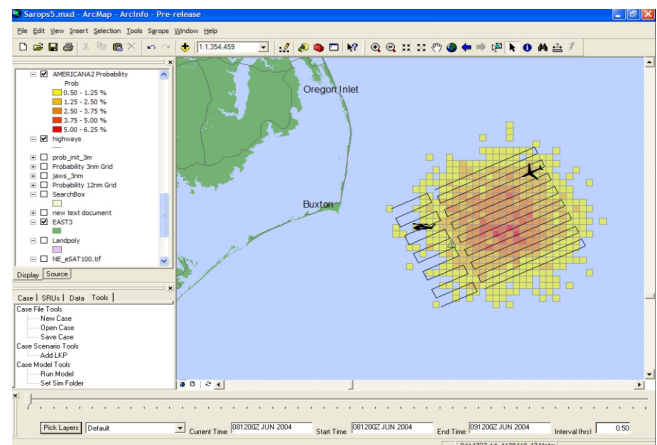 Sarops5.mxd - ArcMap - ArcInfo - Pre-release
File Edit View Insert Selection Tools Sarops Window Help
1:1,354,459
AMERICANA2 Probability
Prob
0.50 - 1.25 %
1.25 - 2.50 %
2.50 - 3.75 %
3.75 - 5.00 %
5.00 - 6.25 %
highways
prob_init_3m
Probability 3nm Grid
jaws_3nm
Probability 12nm Grid
SearchBox
new text document
EAST3
Landpoly
NE_eSAT100.tif
Display Source
Oregon Inlet
Buxton
Case SRUs Data Tools
Case File Tools
New Case
Open Case
Save Case
Case Scenario Tools
Add LKP
Case Model Tools
Run Model
Set Sim Folder
Pick Layers Default Current Time 081200Z JUN 2004 Start Time 081200Z JUN 2004 End Time 091200Z JUN 2004 Interval (hrs) 0.50